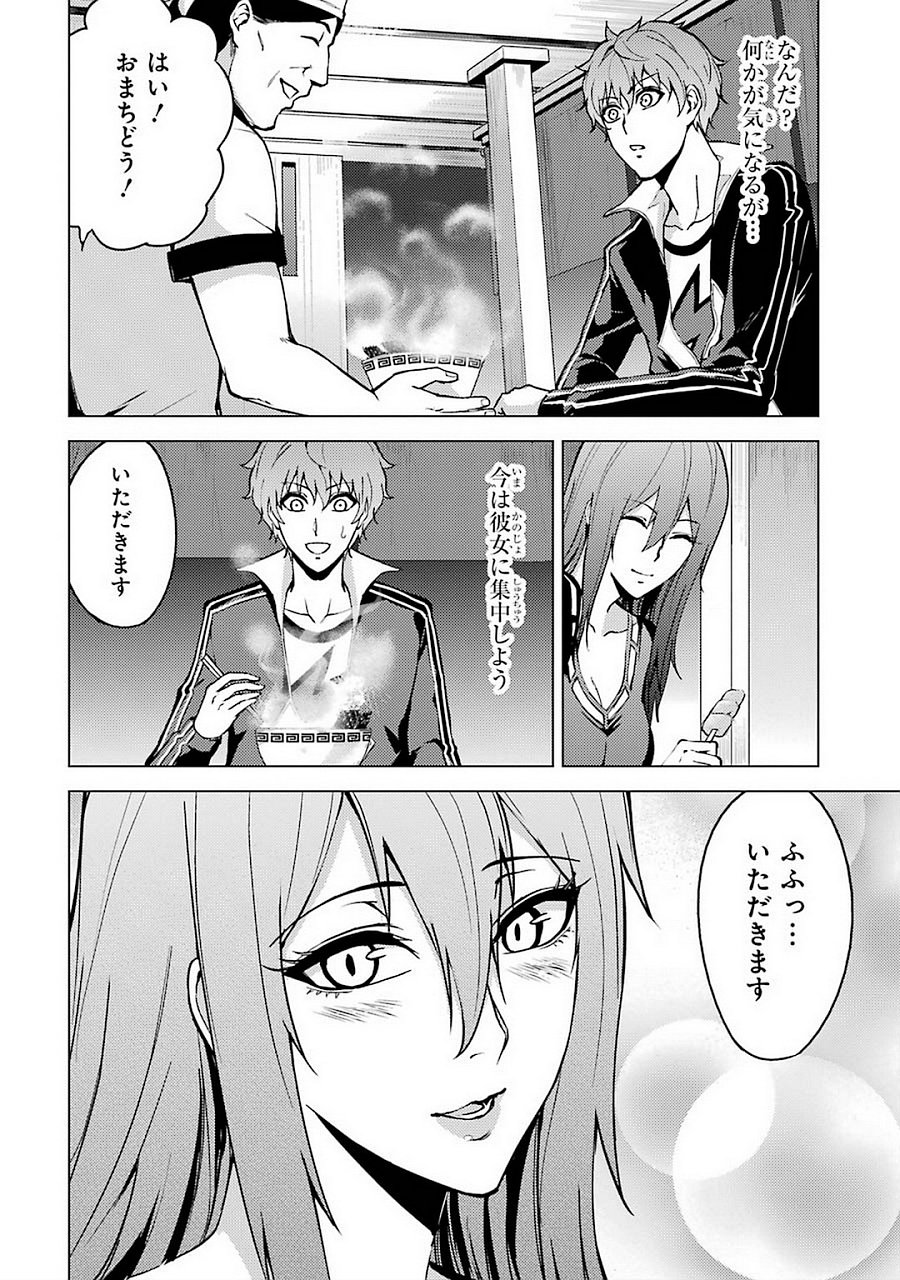 なんだ?
何かが気になるが…
はい!
おまちどう!
今は彼女に集中しよう
いただきます
ふふっ…
いただきます